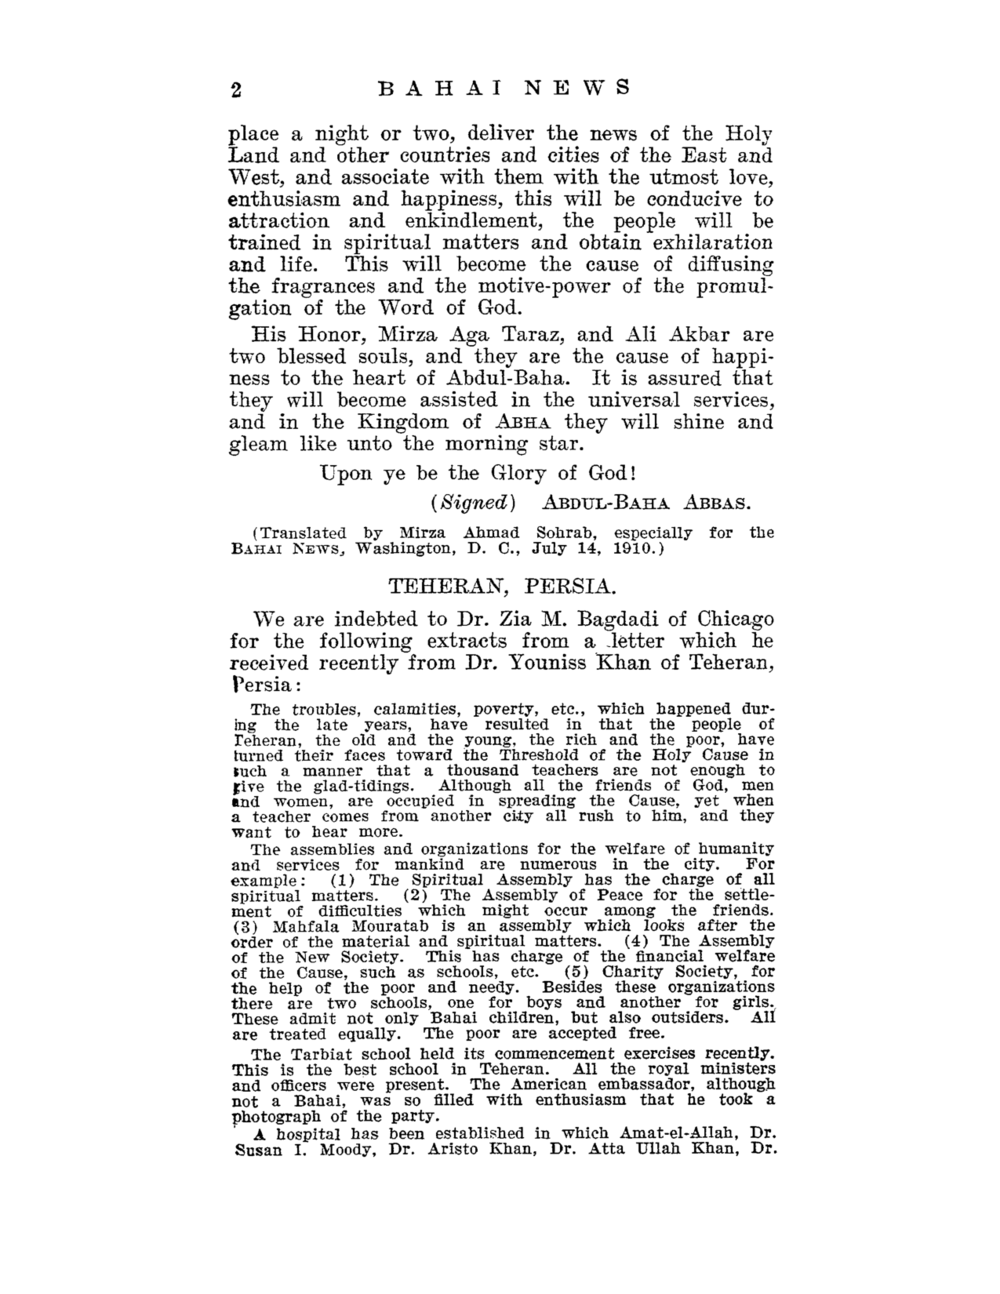 2 BAHAI NEWS
place a night or two, deliver the news of the Holy
Land and other countries and cities of the East and
West, and associate with them with the utmost love,
enthusiasm and happiness, this will be conducive to
attraction and enkindlement, the people will be
trained in spiritual matters and obtain exhilaration
and life. This will become the cause of diffusing
the fragrances and the motive-power of the promul-
gation of the Word of God.
His Honor, Mirza Aga Taraz, and Ali Akbar are
two blessed souls, and they are the cause of happi-
ness to the heart of Abdul-Baha. It is assured that
they will become assisted in the universal services,
and in the Kingdom of ABHA they will shine and
gleam like unto the morning star.
Upon ye be the Glory of God!
(Signed) ABDUL-BAHA ABBAS.
(Translated by Mirza Ahmad Sohrab, especially for the
BAHAI NEWS, Washington, D. C., July 14, 1910.)
TEHERAN, PERSIA.
We are indebted to Dr. Zia M. Bagdadi of Chicago
for the following extracts from a letter which he
received recently from Dr. Youniss Khan of Teheran,
Persia:
The troubles, calamities, poverty, etc., which happened dur-
ing the late years, have resulted in that the people of
Teheran, the old and the young, the rich and the poor, have
turned their faces toward the Threshold of the Holy Cause in
such a manner that a thousand teachers are not enough to
give the glad-tidings. Although all the friends of God, men
and women, are occupied in spreading the Cause, yet when
a teacher comes from another city all rush to him, and they
want to hear more.
The assemblies and organizations for the welfare of humanity
and services for mankind are numerous in the city. For
example: (1) The Spiritual Assembly has the charge of all
spiritual matters. (2) The Assembly of Peace for the settle-
ment of difficulties which might occur among the friends.
(3) Mahfala Mouratab is an assembly which looks after the
order of the material and spiritual matters. (4) The Assembly
of the New Society. This has charge of the financial welfare
of the Cause, such as schools, etc. (5) Charity Society, for
the help of the poor and needy. Besides these organizations
there are two schools, one for boys and another for girls.
These admit not only Bahai children, but also outsiders. All
are treated equally. The poor are accepted free.
The Tarbiat school held its commencement exercises recently.
This is the best school in Teheran. All the royal ministers
and officers were present. The American embassador, although
not a Bahai, was so filled with enthusiasm that he took a
photograph of the party.
A hospital has been established in which Amat-el-Allah, Dr.
Susan I. Moody, Dr. Aristo Khan, Dr. Atta Ullah Khan, Dr.